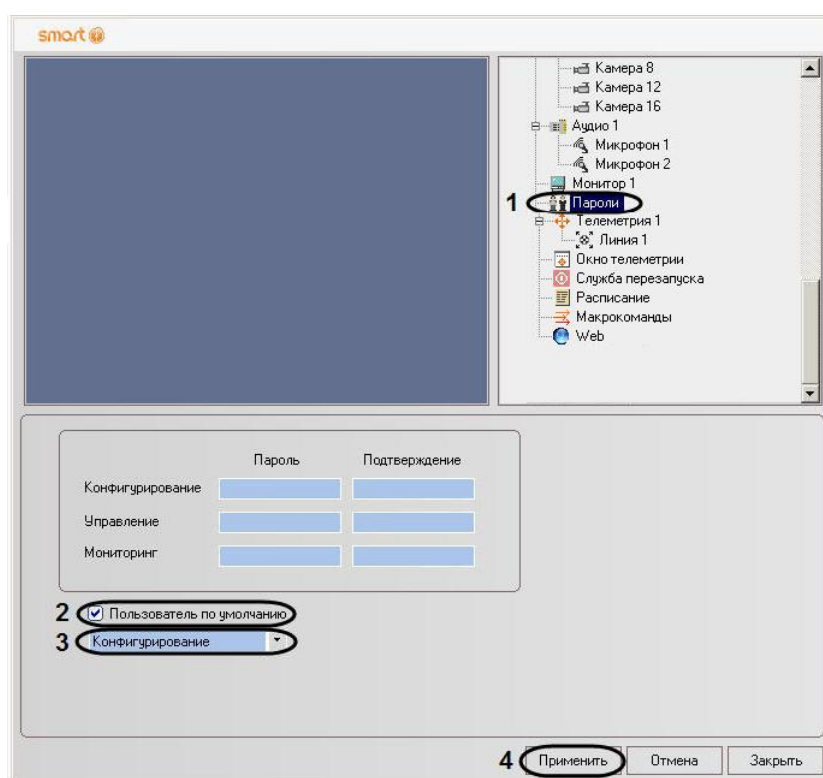 smart
Камера 8
Камера 12
Камера 16
Аудио 1
Микрофон 1
Микрофон 2
Монитор 1
1 Пароли
Телеметрия 1
Линия 1
Окно телеметрии
Служба перезапуска
Расписание
Макрокоманды
Web
Пароль Подтверждение
Конфигурирование
Управление
Мониторинг
2 Пользователь по умолчанию
3 Конфигурирование
4 Применить Отмена Закрыть